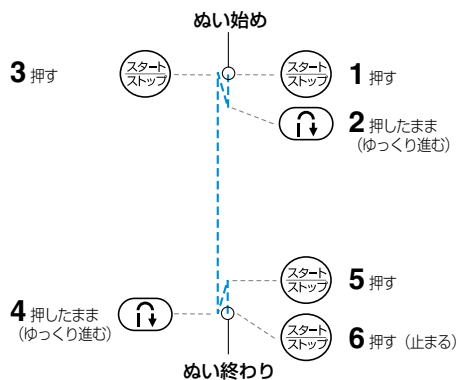 ぬい始め
3 押す
スタート
ストップ
スタート
ストップ
1 押す
2 押したまま
（ゆっくり進む）
スタート
ストップ
5 押す
4 押したまま
（ゆっくり進む）
スタート
ストップ
6 押す（止まる）
ぬい終わり